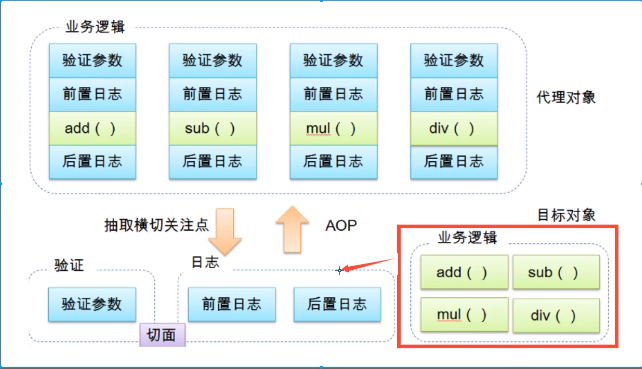 业务逻辑
验证参数 验证参数 验证参数 验证参数
前置日志 前置日志 前置日志 前置日志
代理对象
add（ ） sub（ ） mul（ ） div（ ）
后置日志 后置日志 后置日志 后置日志
抽取横切关注点
AOP
目标对象
验证
日志
业务逻辑
验证参数
前置日志
后置日志
切面
add（ ） sub（ ）
mul（ ） div（ ）